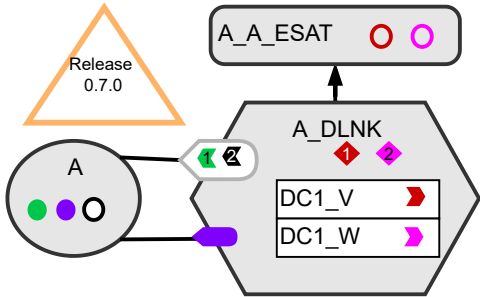 A_A_ESAT
Release
0.7.0
A_DLNK
1 2
1 2
A
DC1_V
DC1_W